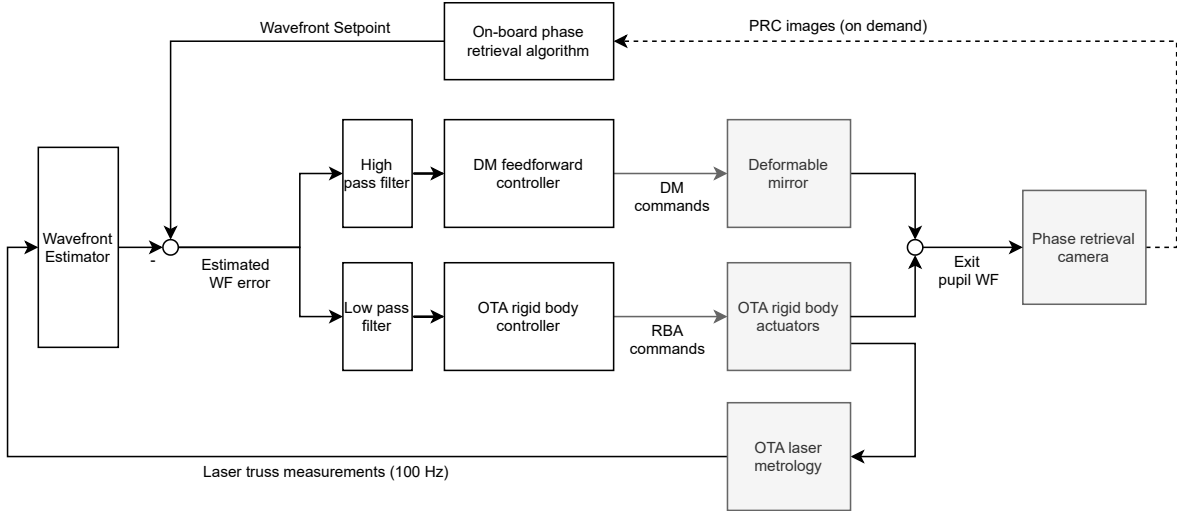 Wavefront Setpoint
On-board phase
retrieval algorithm
PRC images (on demand)
High
pass filter
DM feedforward
controller
DM
commands
Deformable
mirror
Wavefront
Estimator
-
Estimated
WF error
Exit
pupil WF
Phase retrieval
camera
Low pass
filter
OTA rigid body
controller
RBA
commands
OTA rigid body
actuators
OTA laser
metrology
Laser truss measurements (100 Hz)